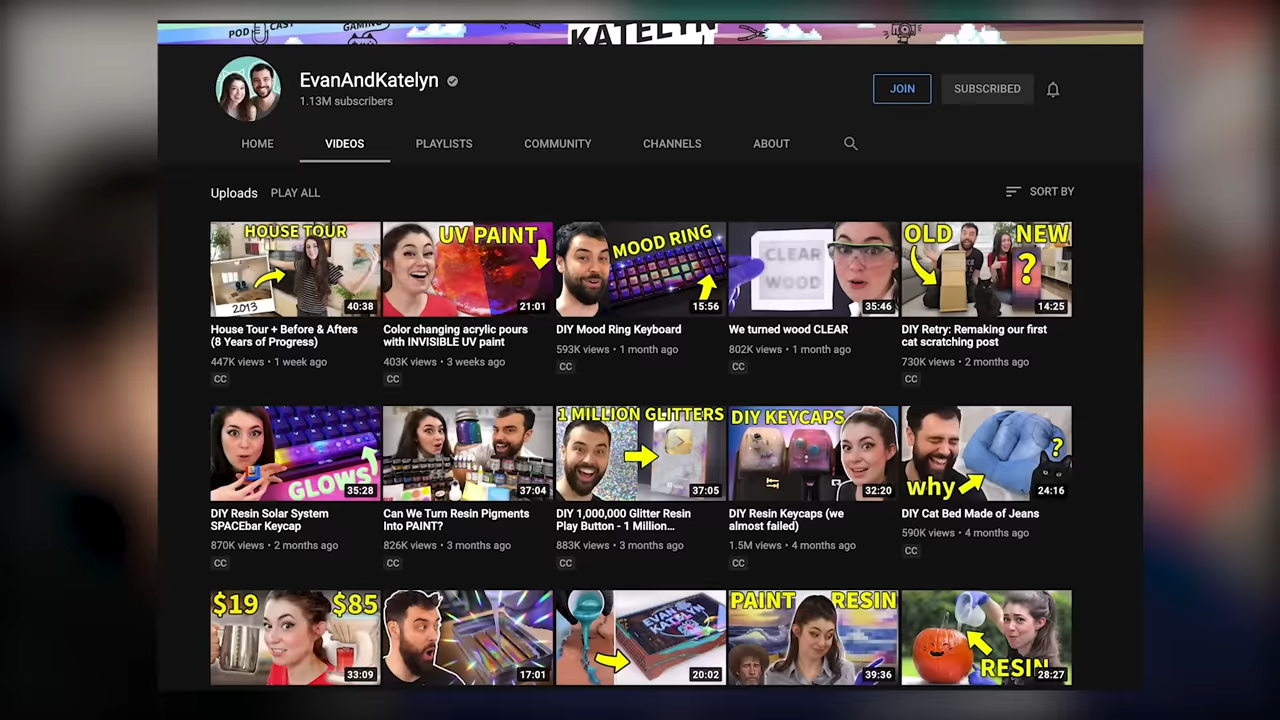 POD CAST GAMING
KATELYN
EvanAndKatelyn
1.13M subscribers
JOIN SUBSCRIBED
HOME VIDEOS PLAYLISTS COMMUNITY CHANNELS ABOUT
Uploads PLAY ALL SORT BY
HOUSE TOUR
2013
40:38
UV PAINT
21:01
MOOD RING
15:56
CLEAR
WOOD
35:46
OLD NEW
?
14:25
House Tour + Before & Afters
(8 Years of Progress)
447K views • 1 week ago
CC
Color changing acrylic pours
with INVISIBLE UV paint
403K views • 3 weeks ago
CC
DIY Mood Ring Keyboard
593K views • 1 month ago
CC
We turned wood CLEAR
802K views • 1 month ago
CC
DIY Retry: Remaking our first
cat scratching post
730K views • 2 months ago
CC
GLOWS
35:28
37:04
1 MILLION GLITTERS
37:05
DIY KEYCAPS
32:20
why
?
24:16
DIY Resin Solar System
SPACEbar Keycap
870K views • 2 months ago
CC
Can We Turn Resin Pigments
Into PAINT?
826K views • 3 months ago
CC
DIY 1,000,000 Glitter Resin
Play Button - 1 Million...
883K views • 3 months ago
CC
DIY Resin Keycaps (we
almost failed)
1.5M views • 4 months ago
CC
DIY Cat Bed Made of Jeans
590K views • 4 months ago
CC
$19 $85
33:09
17:01
EVAN
KATELYN
20:02
PAINT RESIN
39:36
RESIN
28:27